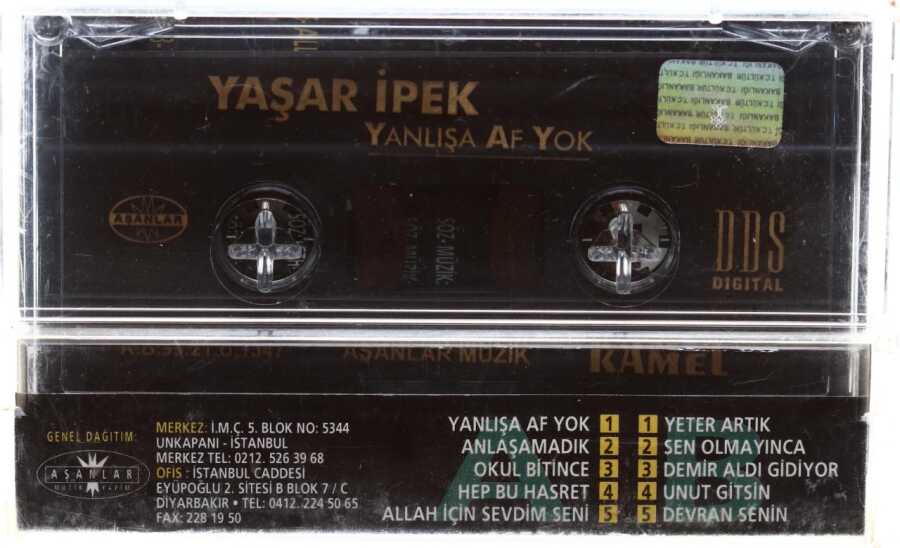 YAŞAR İPEK
YANLIŞA AF YOK
AŞANLAR
DDS
DIGITAL
SÖZ-MÜZİK:
AŞANLAR MÜZİK
KAMEL
GENEL DAĞITIM:
AŞANLAR
MÜZİK YAPIM
MERKEZ: İ.M.Ç. 5. BLOK NO: 5344
UNKAPANI - İSTANBUL
MERKEZ TEL: 0212. 526 39 68
OFİS : İSTANBUL CADDESİ
EYÜPOĞLU 2. SİTESİ B BLOK 7 / C
DİYARBAKIR • TEL: 0412. 224 50 65
FAX: 228 19 50
YANLIŞA AF YOK 1
ANLAŞAMADIK 2
OKUL BİTİNCE 3
HEP BU HASRET 4
ALLAH İÇİN SEVDİM SENİ 5
1 YETER ARTIK
2 SEN OLMAYINCA
3 DEMİR ALDI GİDİYOR
4 UNUT GİTSİN
5 DEVRAN SENİN